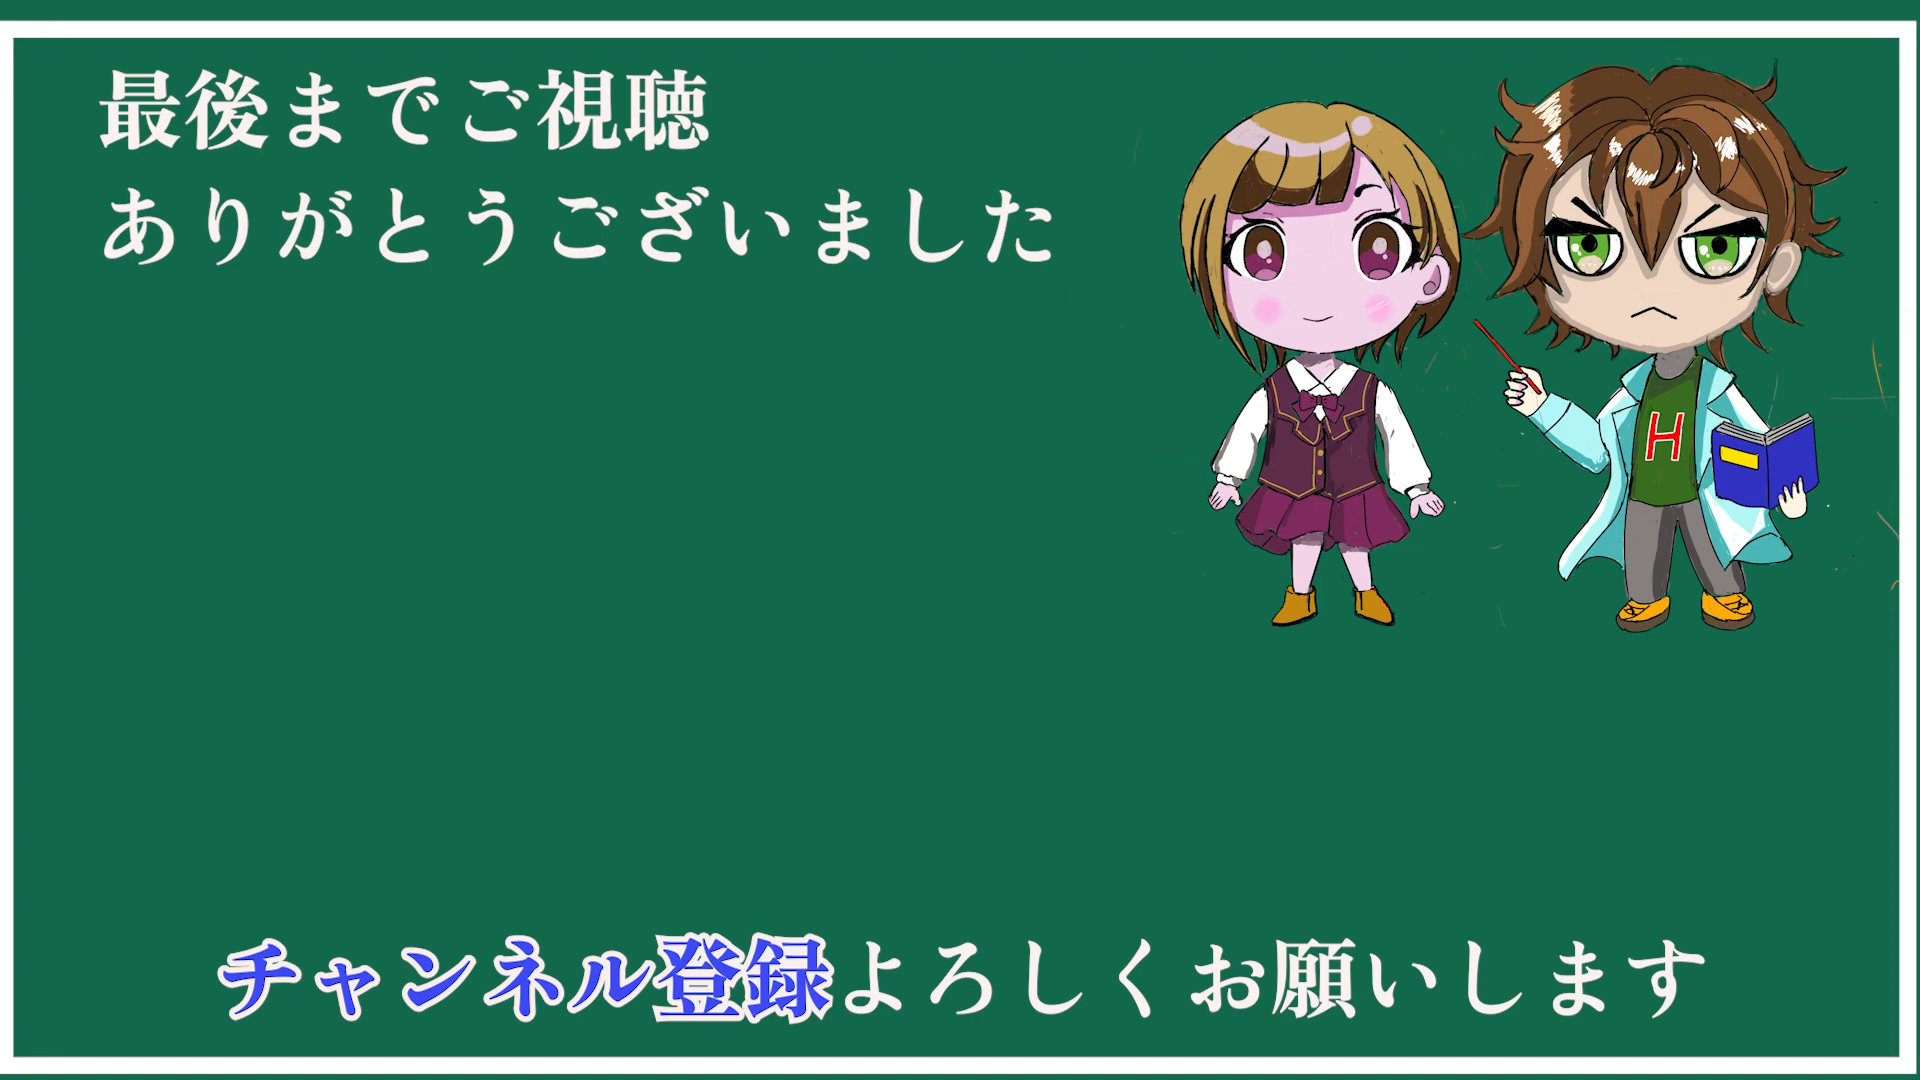 最後までご視聴
ありがとうございました
H
チャンネル登録よろしくお願いします